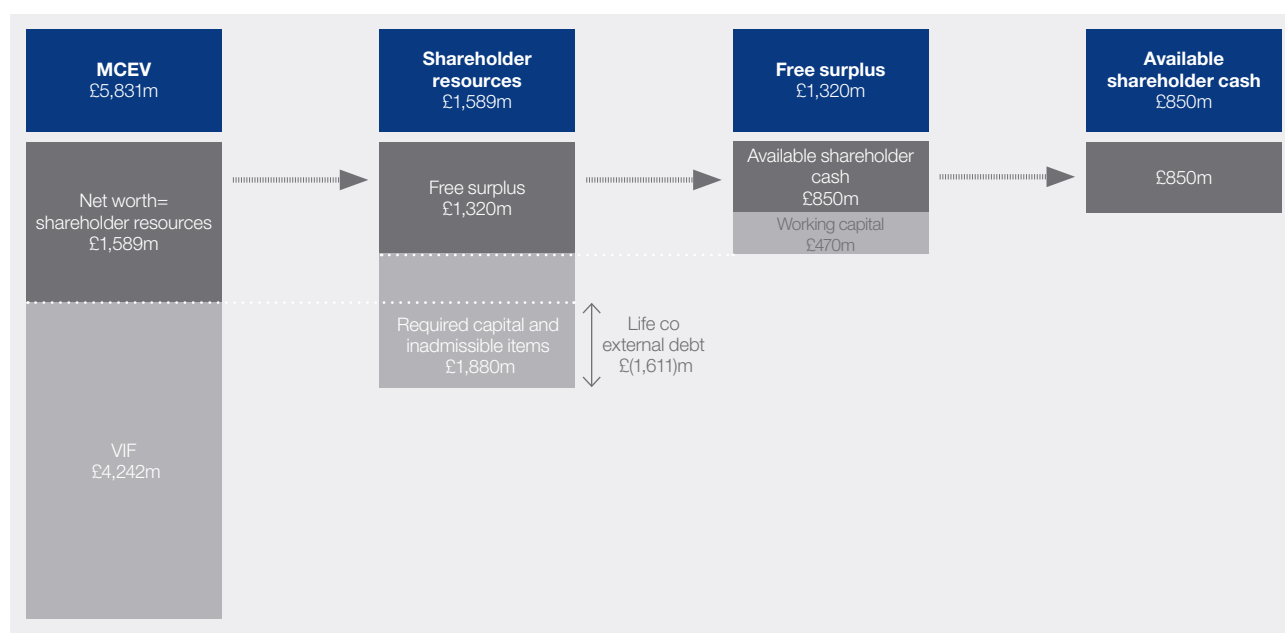 MCEV
£5,831m
Net worth=
shareholder resources
£1,589m
VIF
£4,242m
Shareholder
resources
£1,589m
Free surplus
£1,320m
Required capital and
inadmissible items
£1,880m
Life co
external debt
£(1,611)m
Free surplus
£1,320m
Available shareholder
cash
£850m
Working capital
£470m
Available
shareholder cash
£850m
£850m